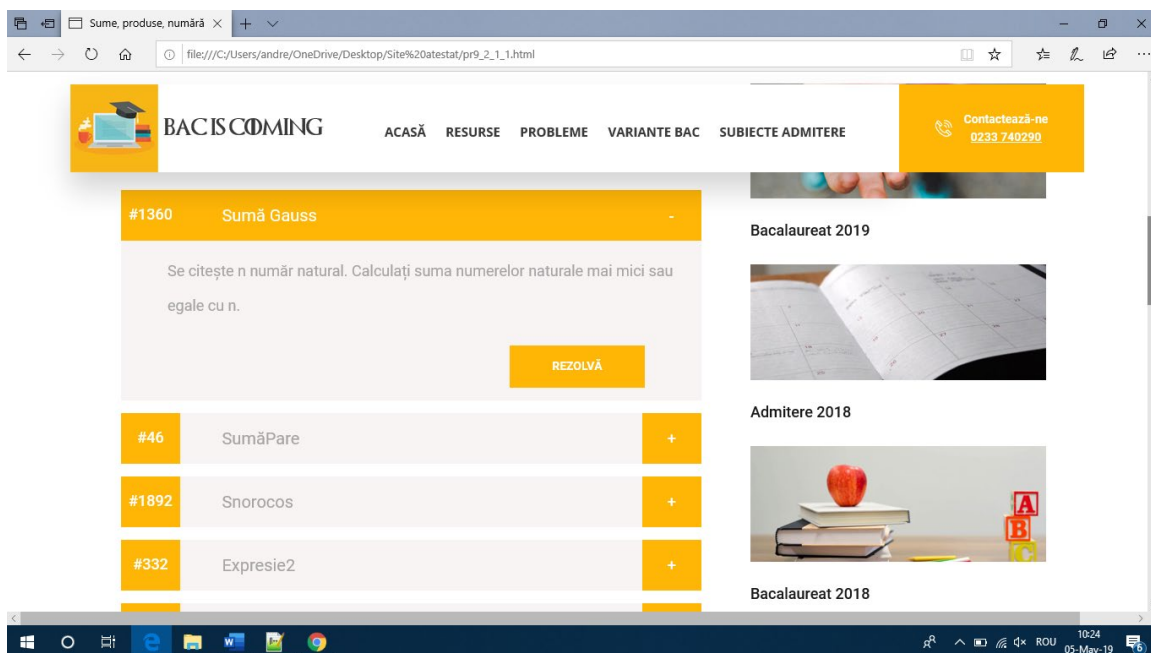 Sume, produse, numără
file:///C:/Users/andre/OneDrive/Desktop/Site%20atestat/pr9_2_1_1.html
BAC IS COMING
ACASĂ RESURSE PROBLEME VARIANTE BAC SUBIECTE ADMITERE
Contactează-ne
0233 740290
#1360 Sumă Gauss -
Se citește n număr natural. Calculați suma numerelor naturale mai mici sau
egale cu n.
REZOLVĂ
#46 SumăPare +
#1892 Snorocos +
#332 Expresie2 +
Bacalaureat 2019
Admitere 2018
A
B
C
Bacalaureat 2018
ROU
10:24
05-May-19
6